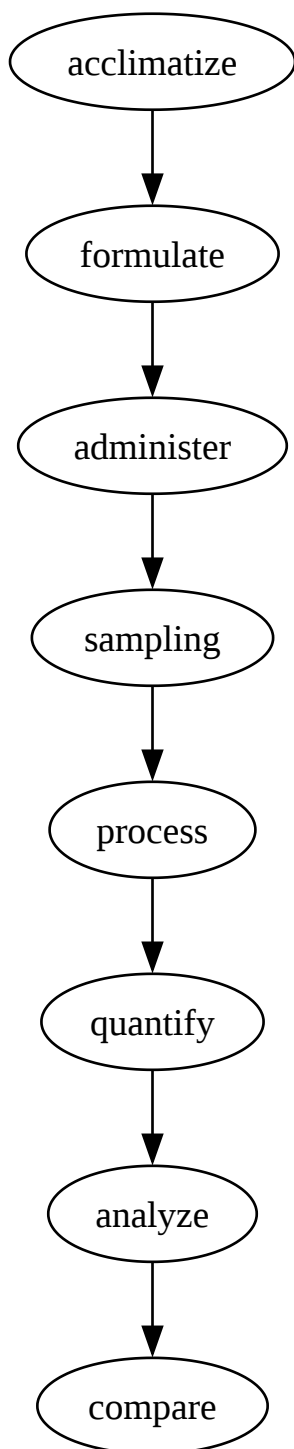 acclimatize
formulate
administer
sampling
process
quantify
analyze
compare